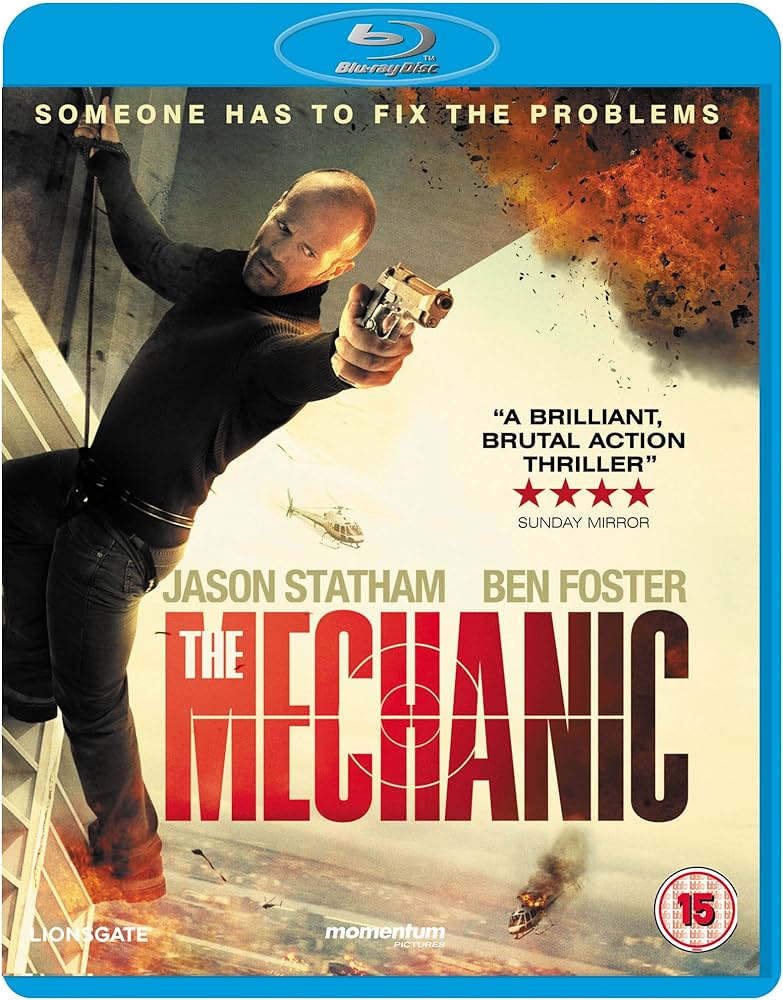 Blu-ray Disc™
SOMEONE HAS TO FIX THE PROBLEMS
“A BRILLIANT,
BRUTAL ACTION
THRILLER”
★★★★
SUNDAY MIRROR
JASON STATHAM BEN FOSTER
THE
MECHANIC
LIONSGATE
momentum
PICTURES
15